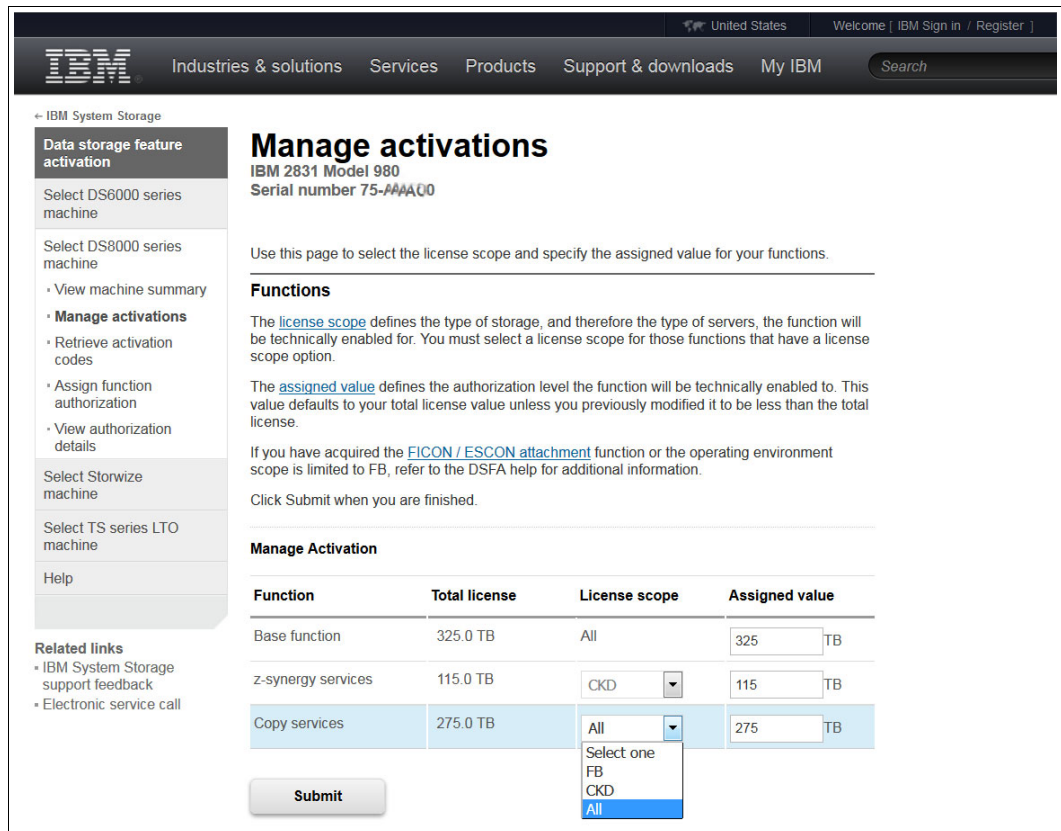 United States
Welcome [ IBM Sign in / Register ]
IBM
Industries & solutions Services Products Support & downloads My IBM Search
← IBM System Storage
Data storage feature
activation
Select DS6000 series
machine
Select DS8000 series
machine
▪ View machine summary
▪ Manage activations
▪ Retrieve activation
codes
▪ Assign function
authorization
▪ View authorization
details
Select Storwize
machine
Select TS series LTO
machine
Help
Related links
▪ IBM System Storage
support feedback
▪ Electronic service call
Manage activations
IBM 2831 Model 980
Serial number
Use this page to select the license scope and specify the assigned value for your functions.
Functions
The license scope defines the type of storage, and therefore the type of servers, the function will
be technically enabled for. You must select a license scope for those functions that have a license
scope option.
The assigned value defines the authorization level the function will be technically enabled to. This
value defaults to your total license value unless you previously modified it to be less than the total
license.
If you have acquired the FICON / ESCON attachment function or the operating environment
scope is limited to FB, refer to the DSFA help for additional information.
Click Submit when you are finished.
Manage Activation
Function Total license License scope Assigned value
Base function 325.0 TB All 325 TB
z-synergy services 115.0 TB CKD 115 TB
Copy services 275.0 TB All 275 TB
Select one
FB
CKD
All
Submit